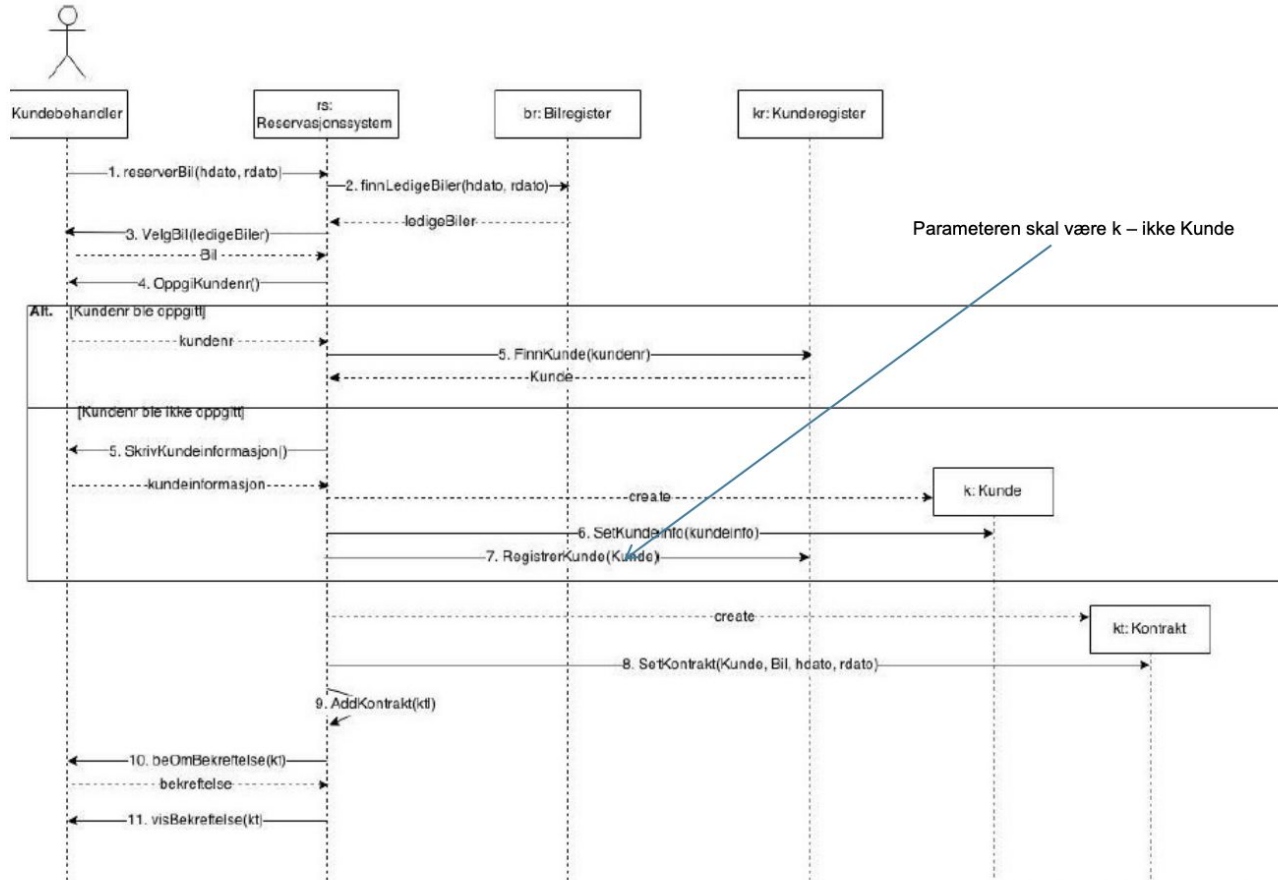 Kundebehandler
rs:
Reservasjonssystem
br: Bilregister
kr: Kunderegister
1. reserverBil(hdato, rdato)
2. finnLedigeBiler(hdato, rdato)
ledigeBiler
3. VelgBil(ledigeBiler)
Bil
Parameteren skal være k – ikke Kunde
4. OppgiKundenr()
Alt. [Kundenr ble oppgitt]
kundenr
5. FinnKunde(kundenr)
Kunde
[Kundenr ble ikke oppgitt]
5. SkrivKundeinformasjon()
kundeinformasjon
create
k: Kunde
6. SetKundeInfo(kundeinfo)
7. RegistrerKunde(Kunde)
create
kt: Kontrakt
8. SetKontrakt(Kunde, Bil, hdato, rdato)
9. AddKontrakt(ktl)
10. beOmBekreftelse(kt)
bekreftelse
11. visBekreftelse(kt)